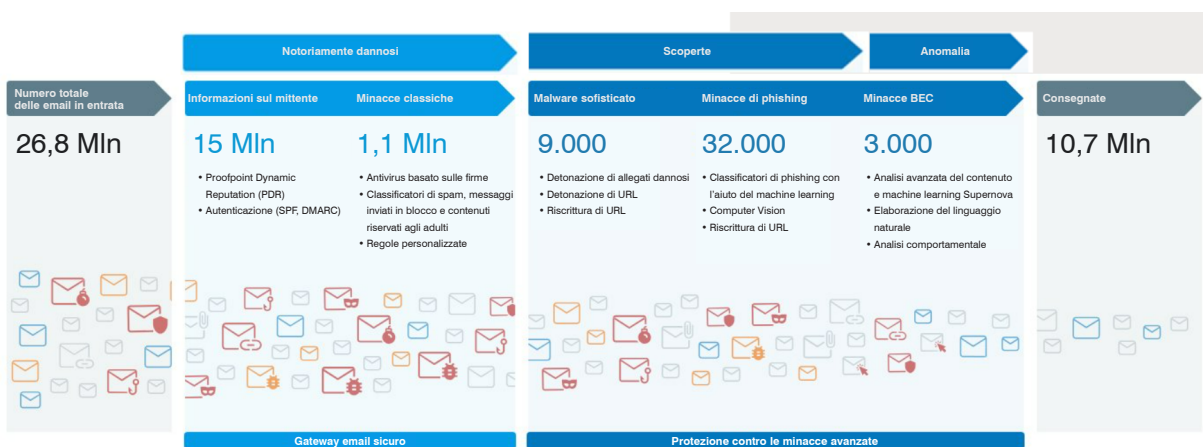 Notoriamente dannosi
Scoperte
Anomalia
Numero totale
delle email in entrata
Informazioni sul mittente
Minacce classiche
Malware sofisticato
Minacce di phishing
Minacce BEC
Consegnate
26,8 Mln
15 Mln
1,1 Mln
9.000
32.000
3.000
10,7 Mln
• Proofpoint Dynamic
Reputation (PDR)
• Autenticazione (SPF, DMARC)
• Antivirus basato sulle firme
• Classificatori di spam, messaggi
inviati in blocco e contenuti
riservati agli adulti
• Regole personalizzate
• Detonazione di allegati dannosi
• Detonazione di URL
• Riscrittura di URL
• Classificatori di phishing con
l'aiuto del machine learning
• Computer Vision
• Riscrittura di URL
• Analisi avanzata del contenuto
e machine learning Supernova
• Elaborazione del linguaggio
naturale
• Analisi comportamentale
Gateway email sicuro
Protezione contro le minacce avanzate